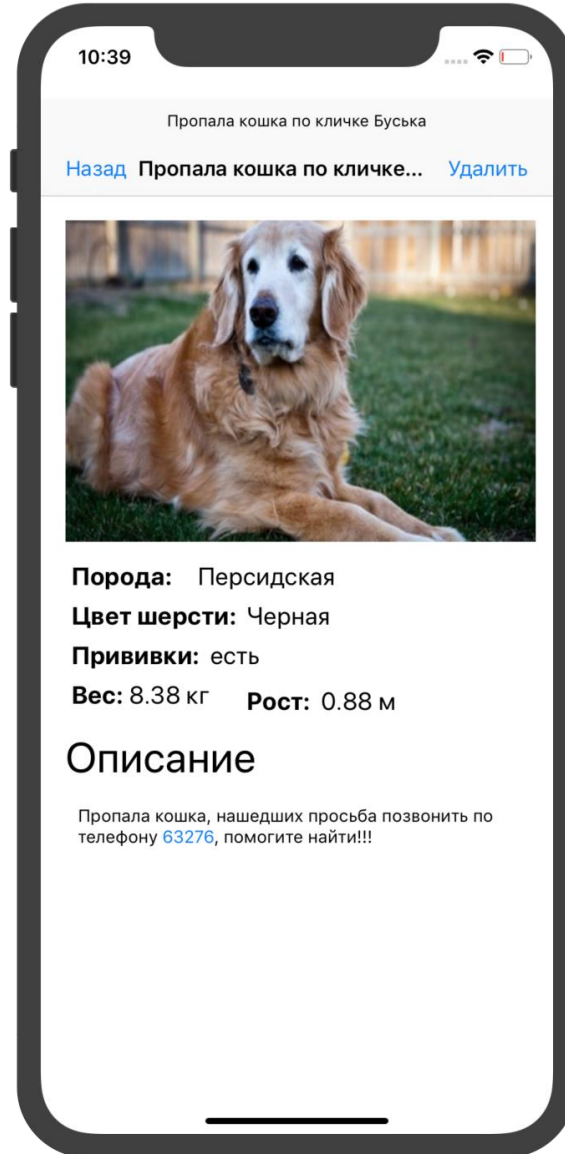 10:39
Пропала кошка по кличке Буська
Назад Пропала кошка по кличке... Удалить
Порода: Персидская
Цвет шерсти: Черная
Прививки: есть
Вес: 8.38 кг Рост: 0.88 м
Описание
Пропала кошка, нашедших просьба позвонить по
телефону 63276, помогите найти!!!